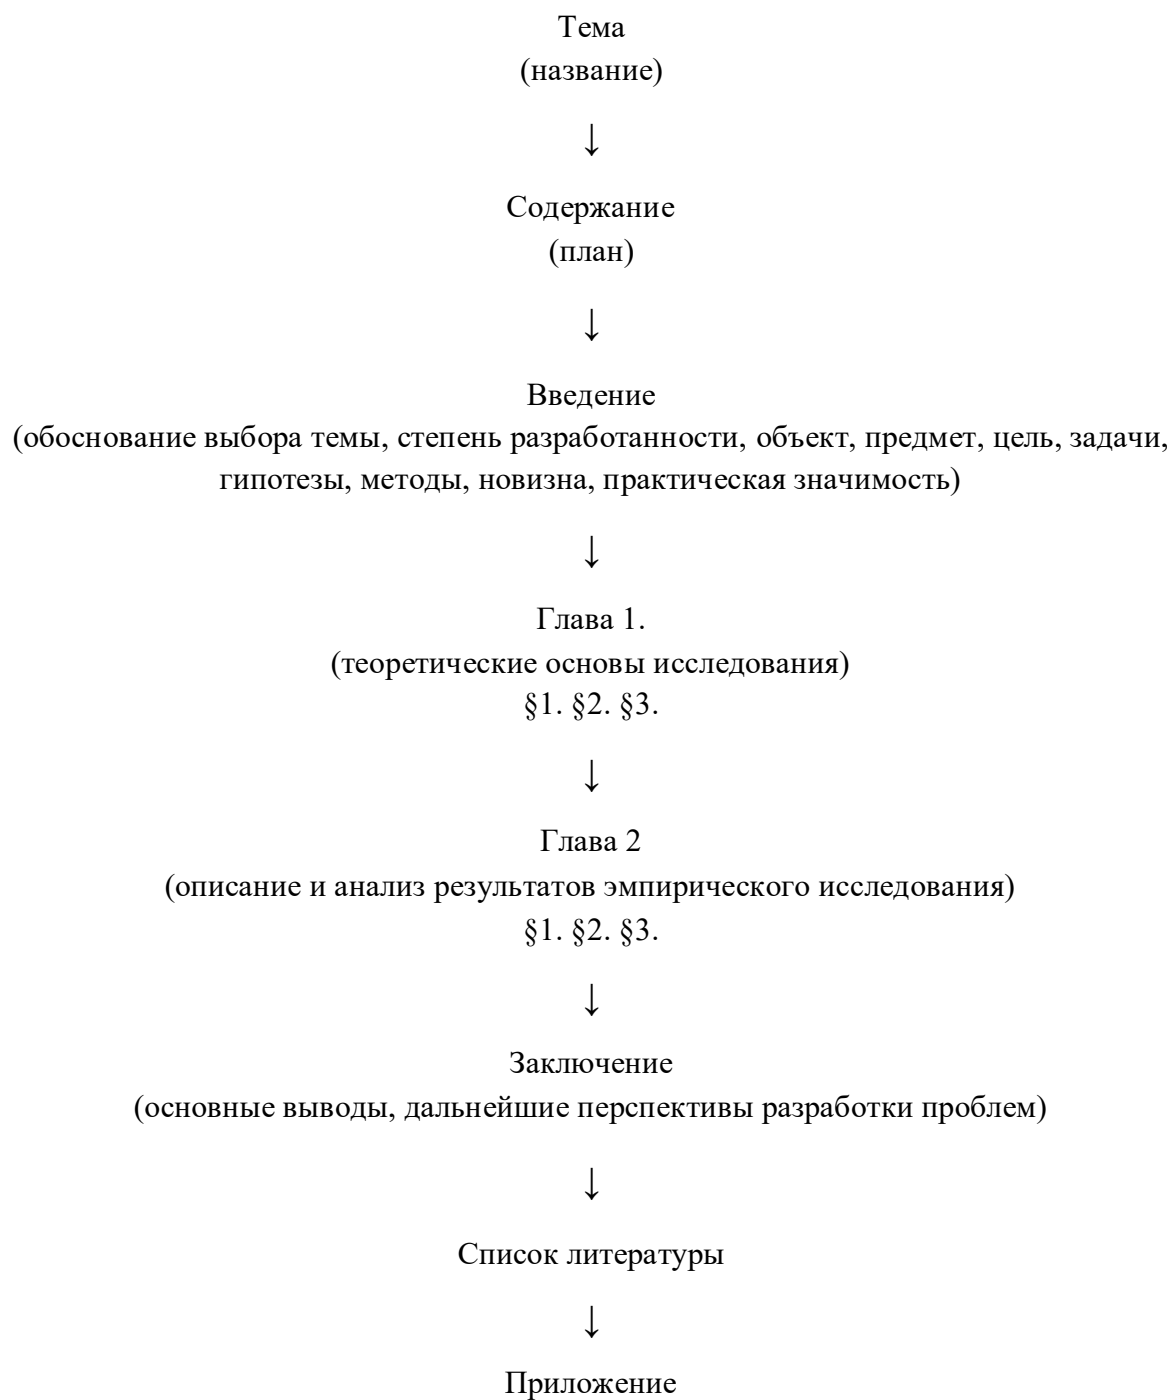 Тема
(название)
↓
Содержание
(план)
↓
Введение
(обоснование выбора темы, степень разработанности, объект, предмет, цель, задачи,
гипотезы, методы, новизна, практическая значимость)
↓
Глава 1.
(теоретические основы исследования)
§1. §2. §3.
↓
Глава 2
(описание и анализ результатов эмпирического исследования)
§1. §2. §3.
↓
Заключение
(основные выводы, дальнейшие перспективы разработки проблем)
↓
Список литературы
↓
Приложение